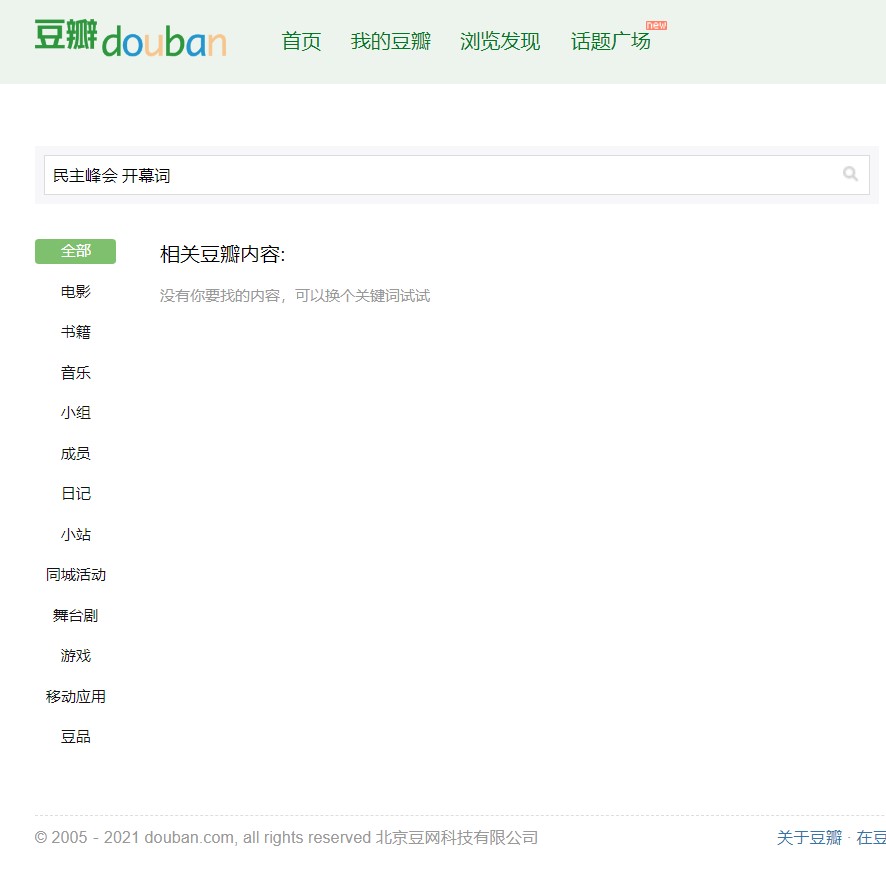 豆瓣douban 首页 我的豆瓣 浏览发现 话题广场 new
民主峰会 开幕词
全部
相关豆瓣内容:
没有你要找的内容，可以换个关键词试试
电影
书籍
音乐
小组
成员
日记
小站
同城活动
舞台剧
游戏
移动应用
豆品
© 2005 - 2021 douban.com, all rights reserved 北京豆网科技有限公司 关于豆瓣 · 在豆